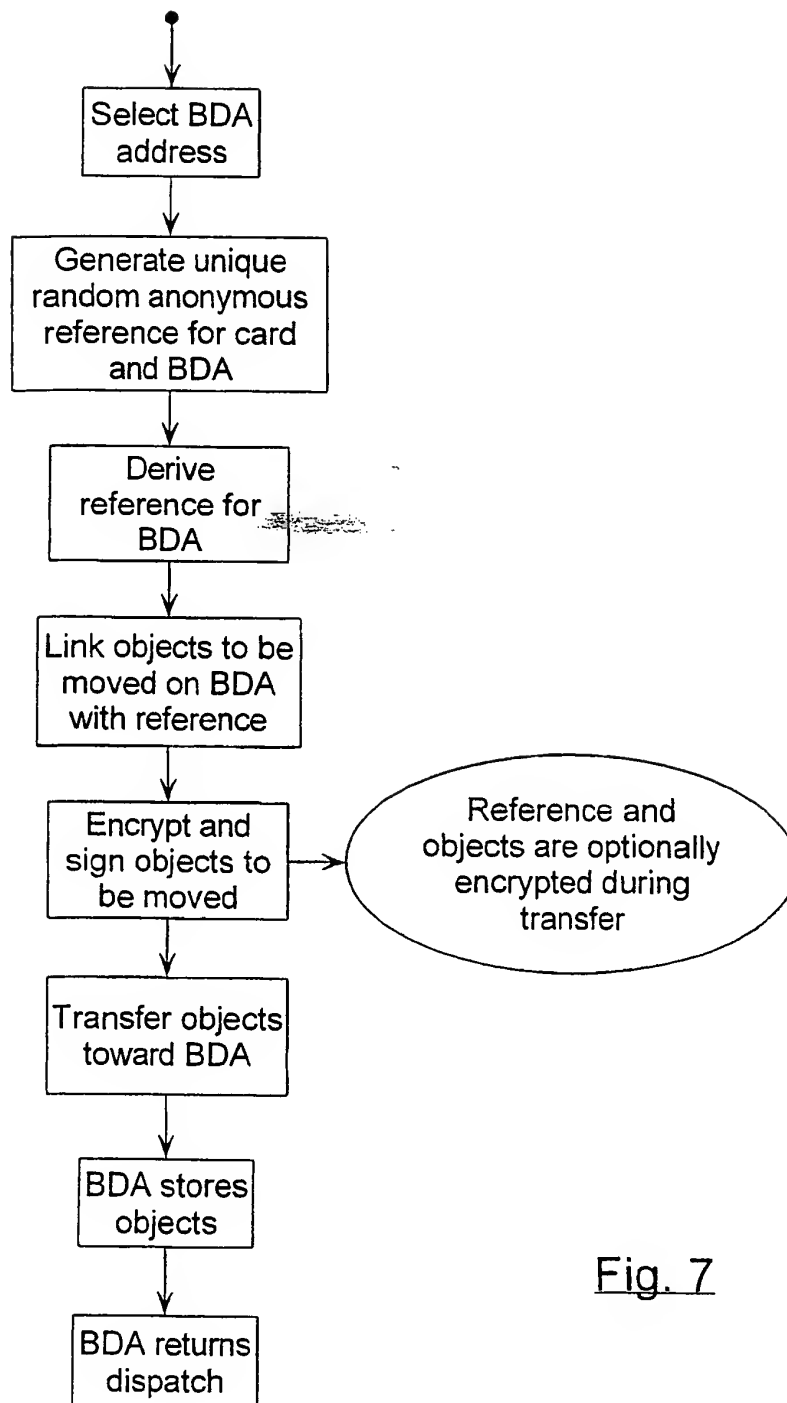 Select BDA
address
Generate unique
random anonymous
reference for card
and BDA
Derive
reference for
BDA
Link objects to be
moved on BDA
with reference
Encrypt and
sign objects to
be moved
Reference and
objects are optionally
encrypted during
transfer
Transfer objects
toward BDA
BDA stores
objects
BDA returns
dispatch
Fig. 7